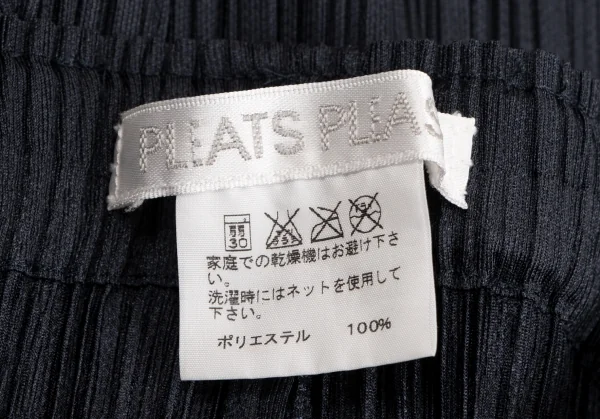 PLEATS PLEAS
弱
30
家庭での乾燥機はお避け下さ
い。
洗濯時にはネットを使用して
下さい。
ポリエステル 100%